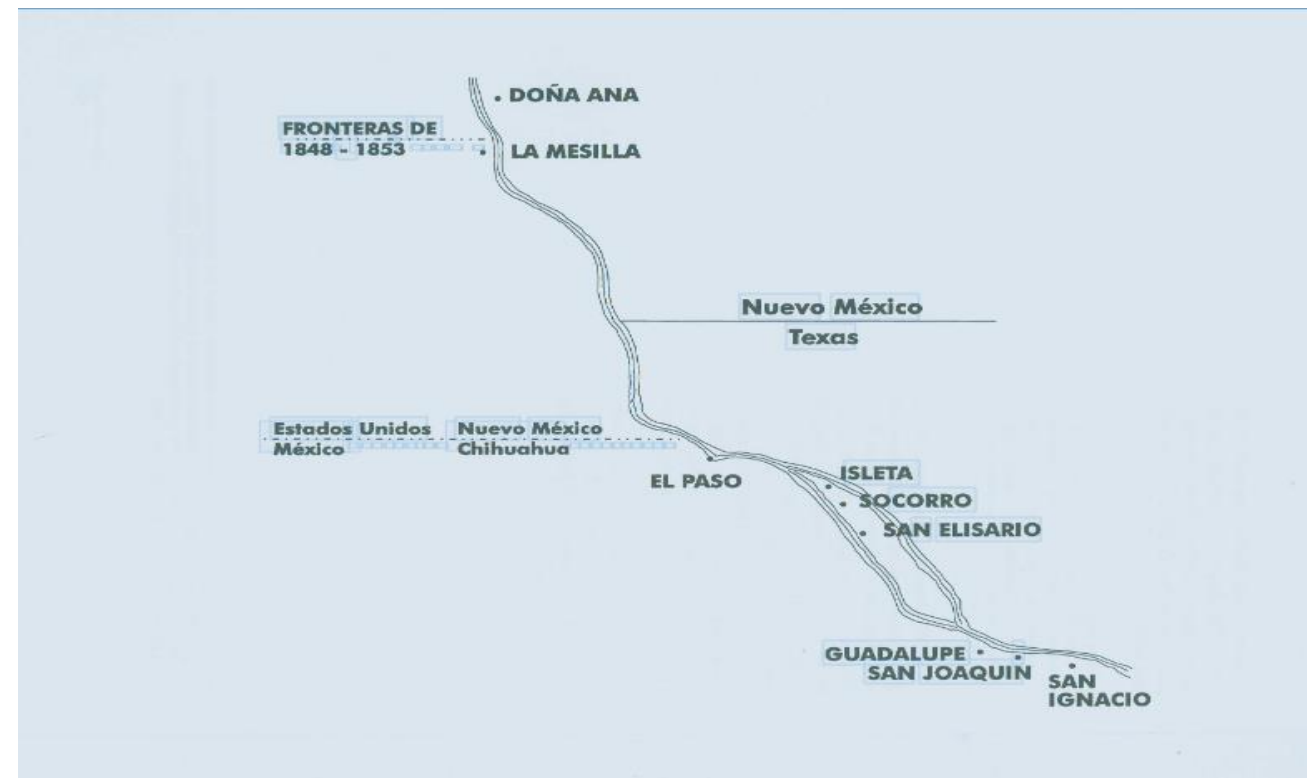 DOÑA ANA
FRONTERAS DE
1848 - 1853
LA MESILLA
Nuevo México
Texas
Estados Unidos Nuevo México
México Chihuahua
EL PASO
ISLETA
SOCORRO
SAN ELISARIO
GUADALUPE
SAN JOAQUIN
SAN
IGNACIO